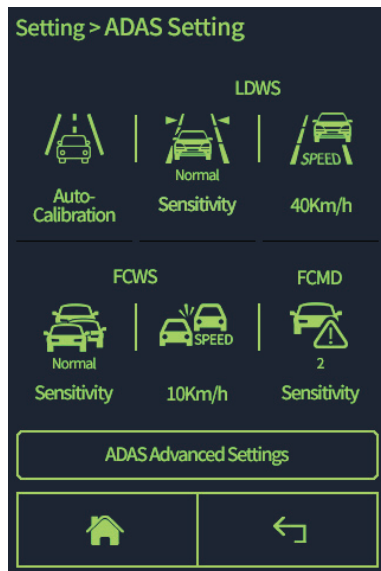 Setting > ADAS Setting
LDWS
SPEED
Normal
Auto-
Calibration
Sensitivity
40Km/h
FCWS
FCMD
SPEED
Normal
2
Sensitivity
10Km/h
Sensitivity
ADAS Advanced Settings